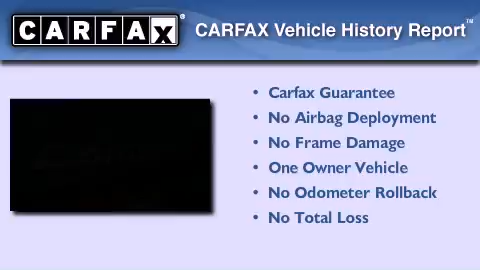 CARFAX® CARFAX Vehicle History Report™
• Carfax Guarantee
• No Airbag Deployment
• No Frame Damage
• One Owner Vehicle
• No Odometer Rollback
• No Total Loss